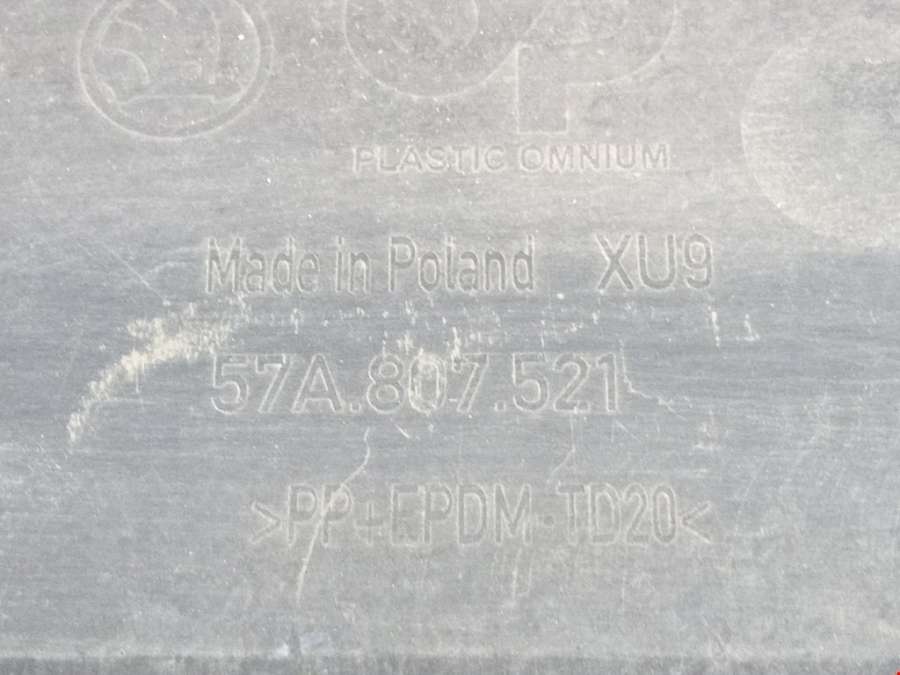 PLASTIC OMNIUM
Made in Poland XU9
57A.807.521
>PP+EPDM-TD20<